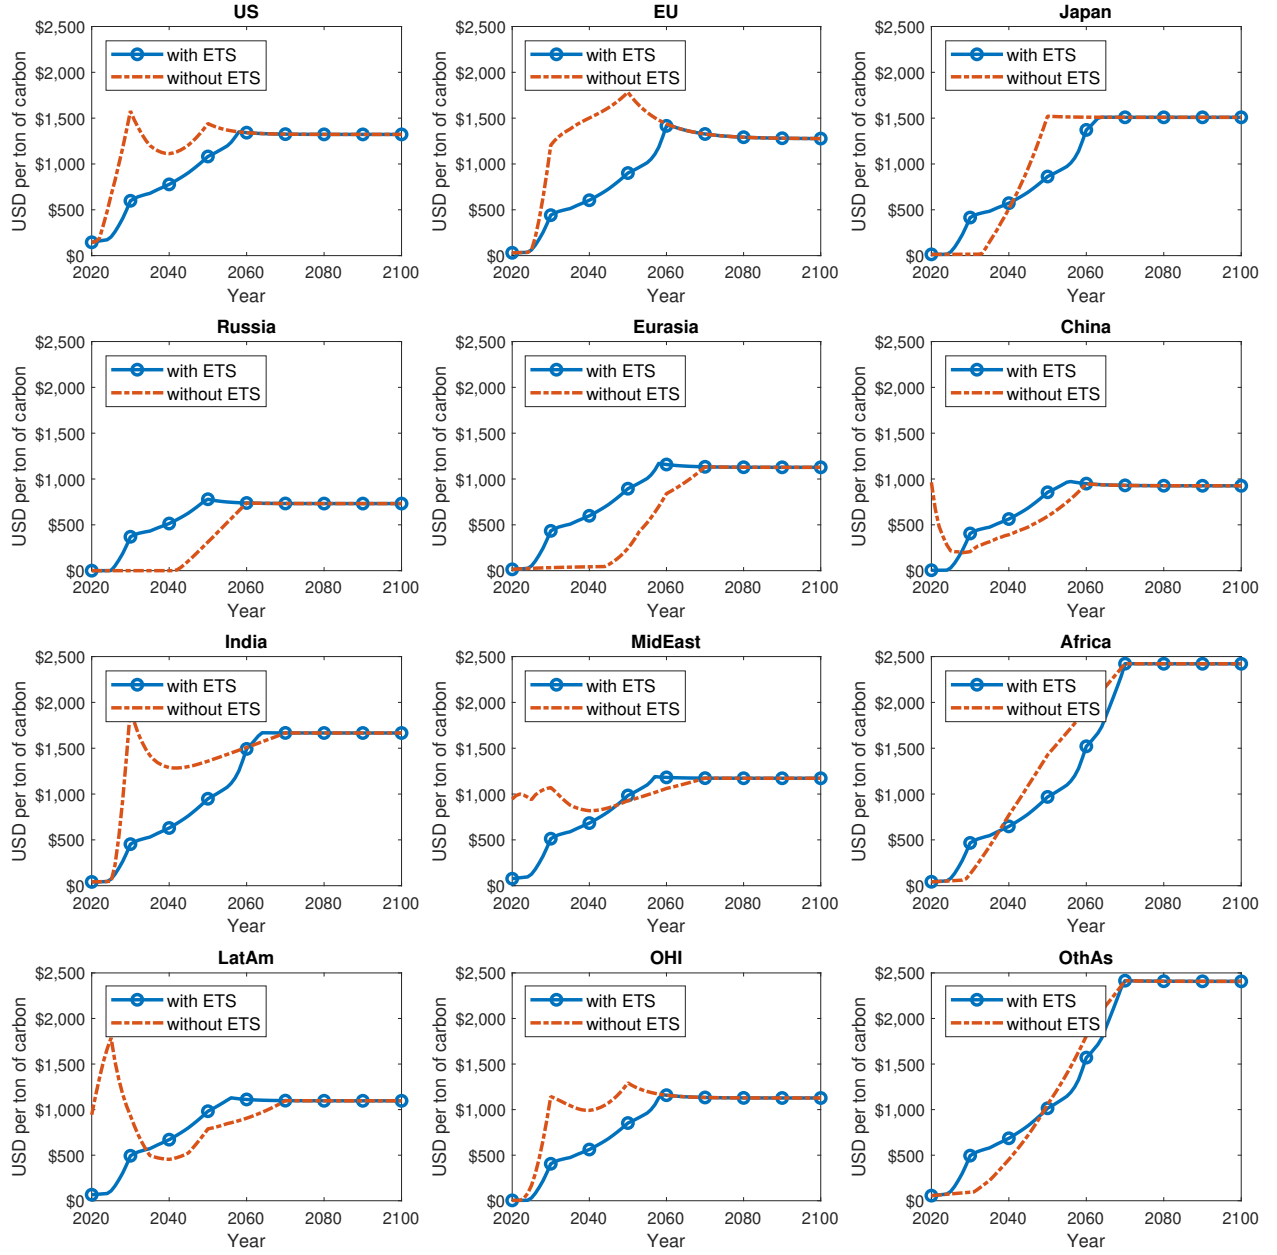 US
$2,500
$2,000
$1,500
$1,000
$500
$0
USD per ton of carbon
with ETS
without ETS
2020 2040 2060 2080 2100
Year
EU
$2,500
$2,000
$1,500
$1,000
$500
$0
USD per ton of carbon
with ETS
without ETS
2020 2040 2060 2080 2100
Year
Japan
$2,500
$2,000
$1,500
$1,000
$500
$0
USD per ton of carbon
with ETS
without ETS
2020 2040 2060 2080 2100
Year
Russia
$2,500
$2,000
$1,500
$1,000
$500
$0
USD per ton of carbon
with ETS
without ETS
2020 2040 2060 2080 2100
Year
Eurasia
$2,500
$2,000
$1,500
$1,000
$500
$0
USD per ton of carbon
with ETS
without ETS
2020 2040 2060 2080 2100
Year
China
$2,500
$2,000
$1,500
$1,000
$500
$0
USD per ton of carbon
with ETS
without ETS
2020 2040 2060 2080 2100
Year
India
$2,500
$2,000
$1,500
$1,000
$500
$0
USD per ton of carbon
with ETS
without ETS
2020 2040 2060 2080 2100
Year
MidEast
$2,500
$2,000
$1,500
$1,000
$500
$0
USD per ton of carbon
with ETS
without ETS
2020 2040 2060 2080 2100
Year
Africa
$2,500
$2,000
$1,500
$1,000
$500
$0
USD per ton of carbon
with ETS
without ETS
2020 2040 2060 2080 2100
Year
LatAm
$2,500
$2,000
$1,500
$1,000
$500
$0
USD per ton of carbon
with ETS
without ETS
2020 2040 2060 2080 2100
Year
OHI
$2,500
$2,000
$1,500
$1,000
$500
$0
USD per ton of carbon
with ETS
without ETS
2020 2040 2060 2080 2100
Year
OthAs
$2,500
$2,000
$1,500
$1,000
$500
$0
USD per ton of carbon
with ETS
without ETS
2020 2040 2060 2080 2100
Year